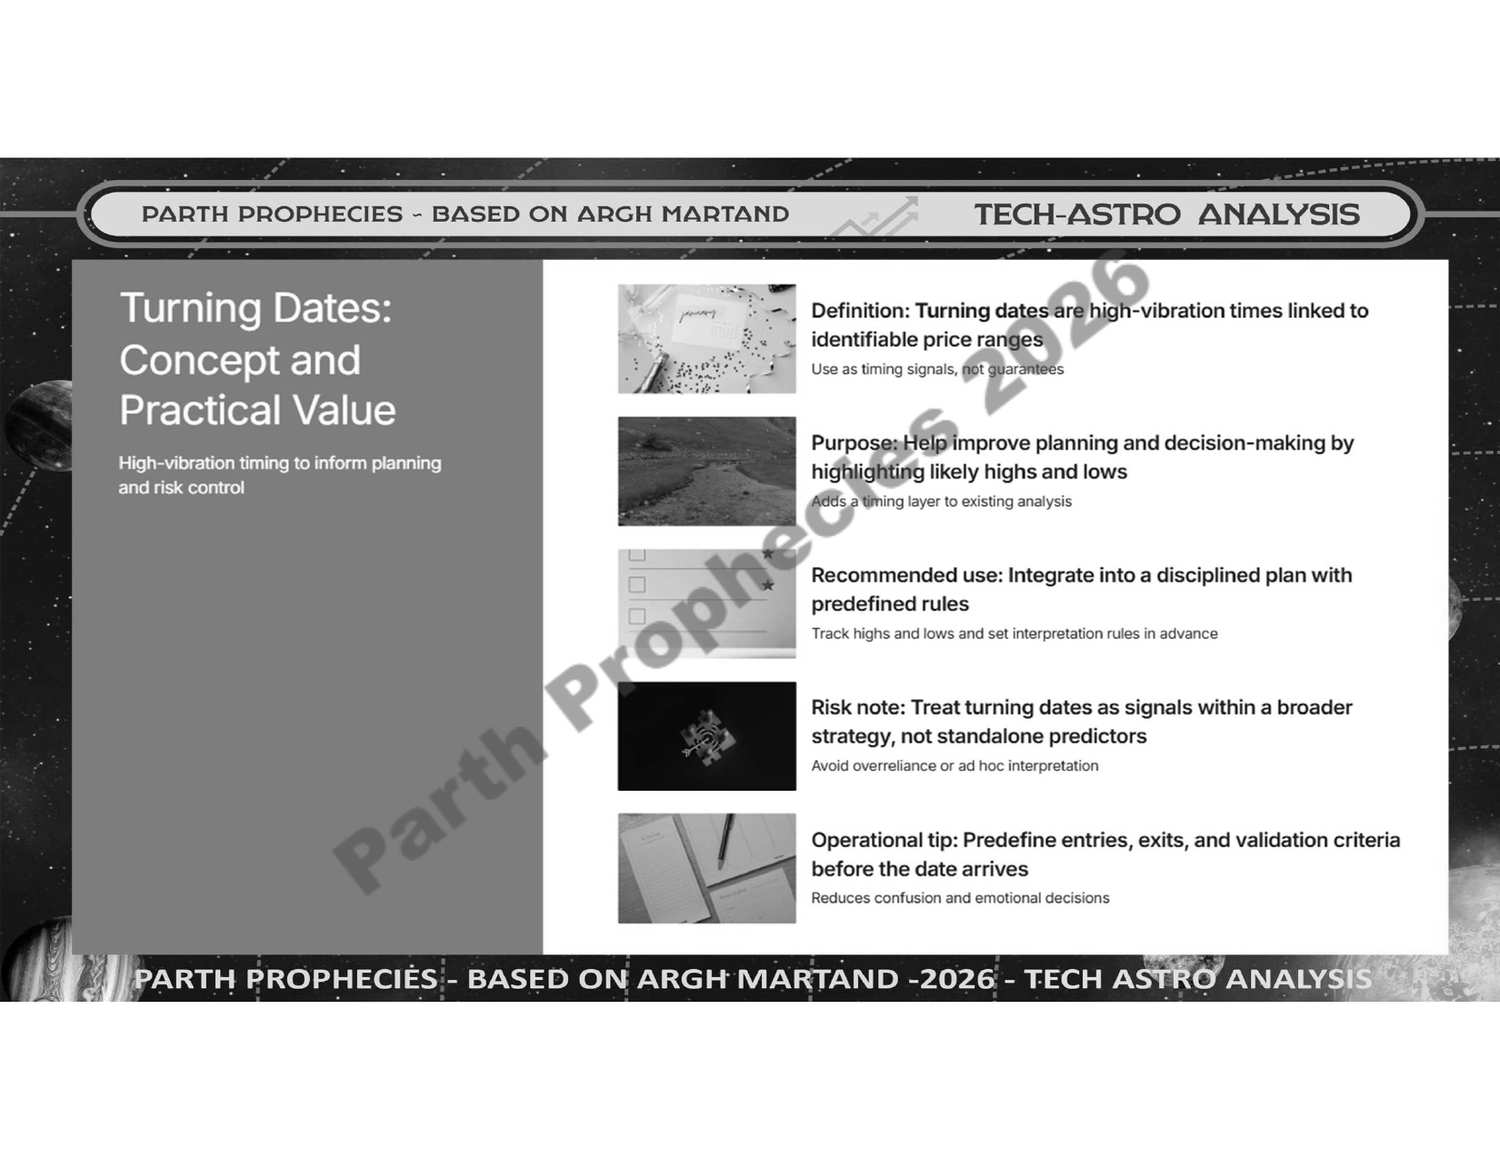 PARTH PROPHECIES ~ BASED ON ARGH MARTAND
TECH-ASTRO ANALYSIS
Turning Dates:
Concept and
Practical Value
High-vibration timing to inform planning
and risk control
Definition: Turning dates are high-vibration times linked to
identifiable price ranges
Use as timing signals, not guarantees
Purpose: Help improve planning and decision-making by
highlighting likely highs and lows
Adds a timing layer to existing analysis
Recommended use: Integrate into a disciplined plan with
predefined rules
Track highs and lows and set interpretation rules in advance
Risk note: Treat turning dates as signals within a broader
strategy, not standalone predictors
Avoid overreliance or ad hoc interpretation
Operational tip: Predefine entries, exits, and validation criteria
before the date arrives
Reduces confusion and emotional decisions
Parth Prophecies 2026
PARTH PROPHECIES - BASED ON ARGH MARTAND -2026 - TECH ASTRO ANALYSIS